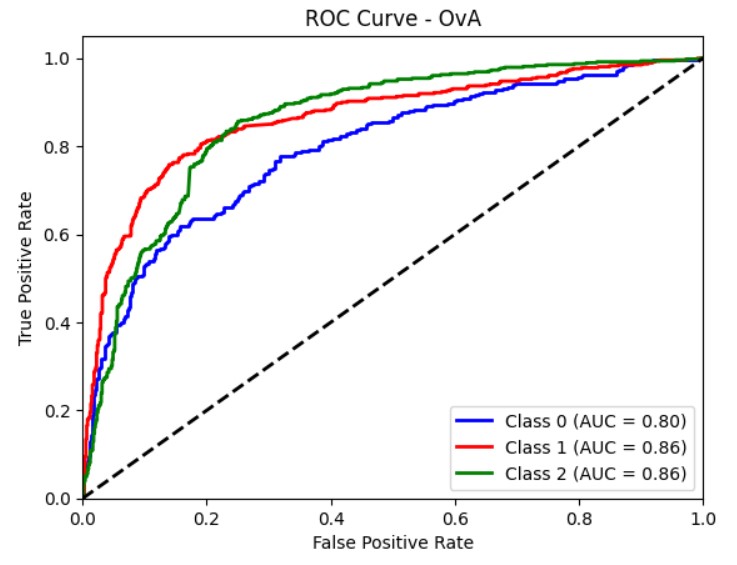 ROC Curve - OvA
True Positive Rate
1.0
0.8
0.6
0.4
0.2
0.0
Class 0 (AUC = 0.80)
Class 1 (AUC = 0.86)
Class 2 (AUC = 0.86)
0.0 0.2 0.4 0.6 0.8 1.0
False Positive Rate